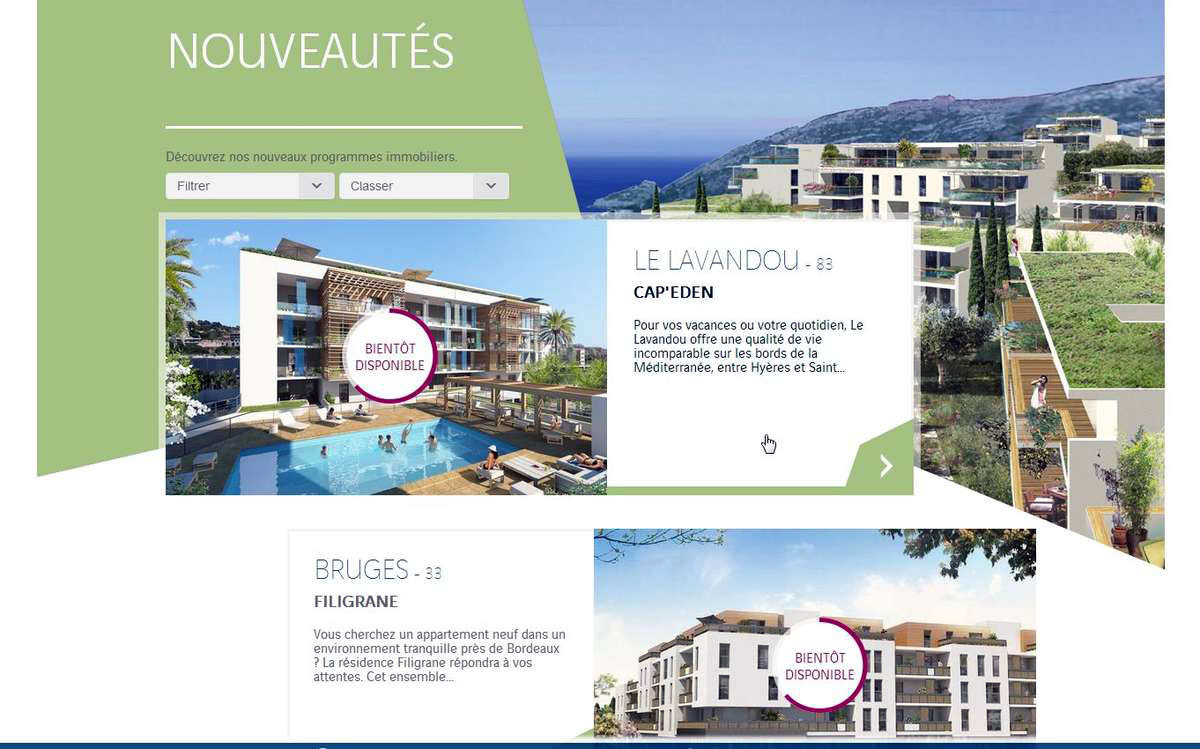 NOUVEAUTÉS
Découvrez nos nouveaux programmes immobiliers.
Filtrer
Classer
BIENTÔT
DISPONIBLE
LE LAVANDOU - 83
CAP'EDEN
Pour vos vacances ou votre quotidien, Le
Lavandou offre une qualité de vie
incomparable sur les bords de la
Méditerranée, entre Hyères et Saint...
BRUGES - 33
FILIGRANE
Vous cherchez un appartement neuf dans un
environnement tranquille près de Bordeaux
? La résidence Filigrane répondra à vos
attentes. Cet ensemble...
BIENTÔT
DISPONIBLE